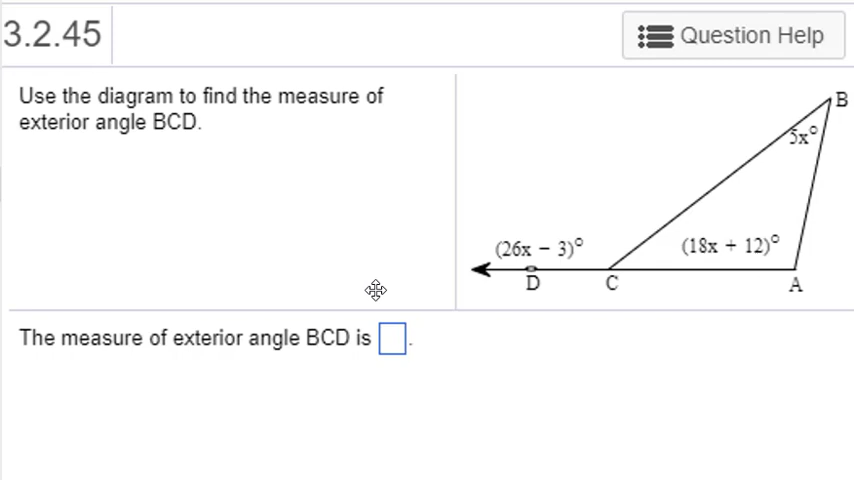 3.2.45
Question Help
Use the diagram to find the measure of
exterior angle BCD.
B
5x°
(26x − 3)°
(18x + 12)°
D
C
A
The measure of exterior angle BCD is .